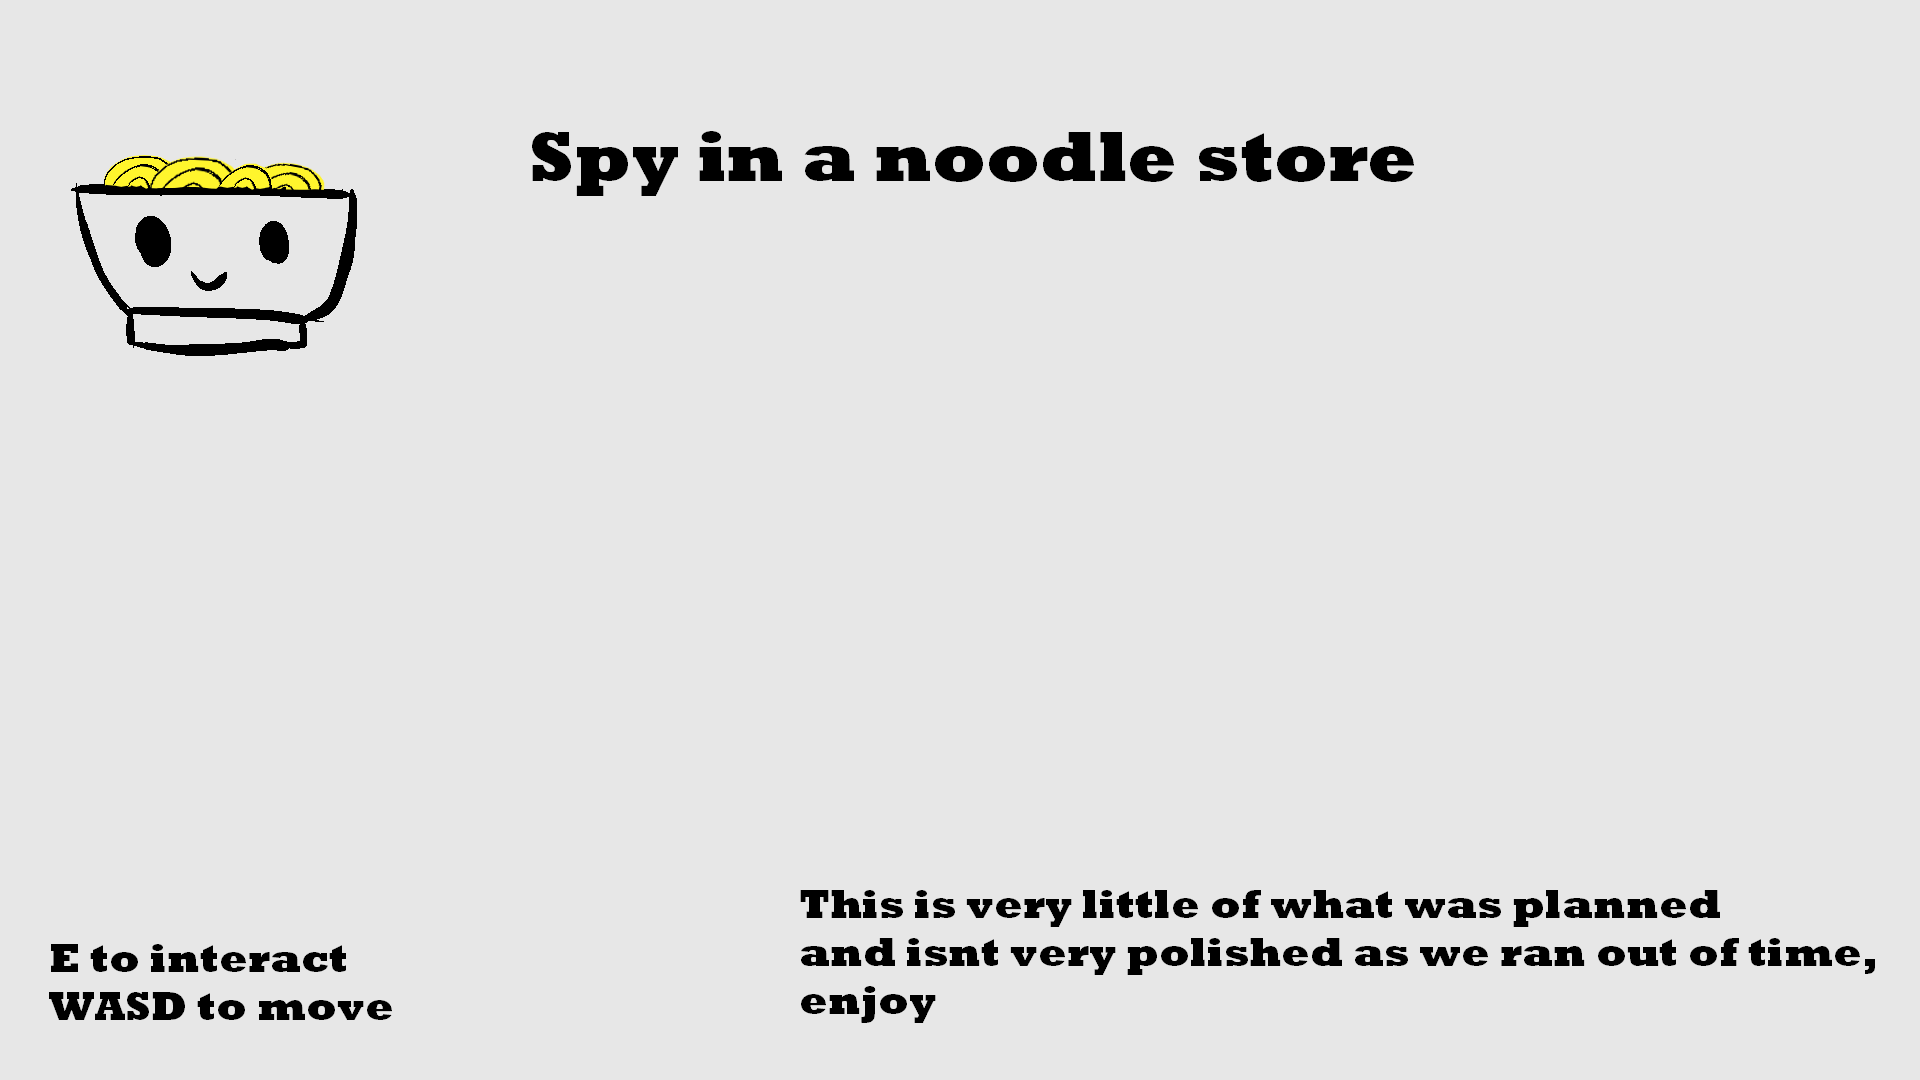 Spy in a noodle store
E to interact
WASD to move
This is very little of what was planned
and isnt very polished as we ran out of time,
enjoy